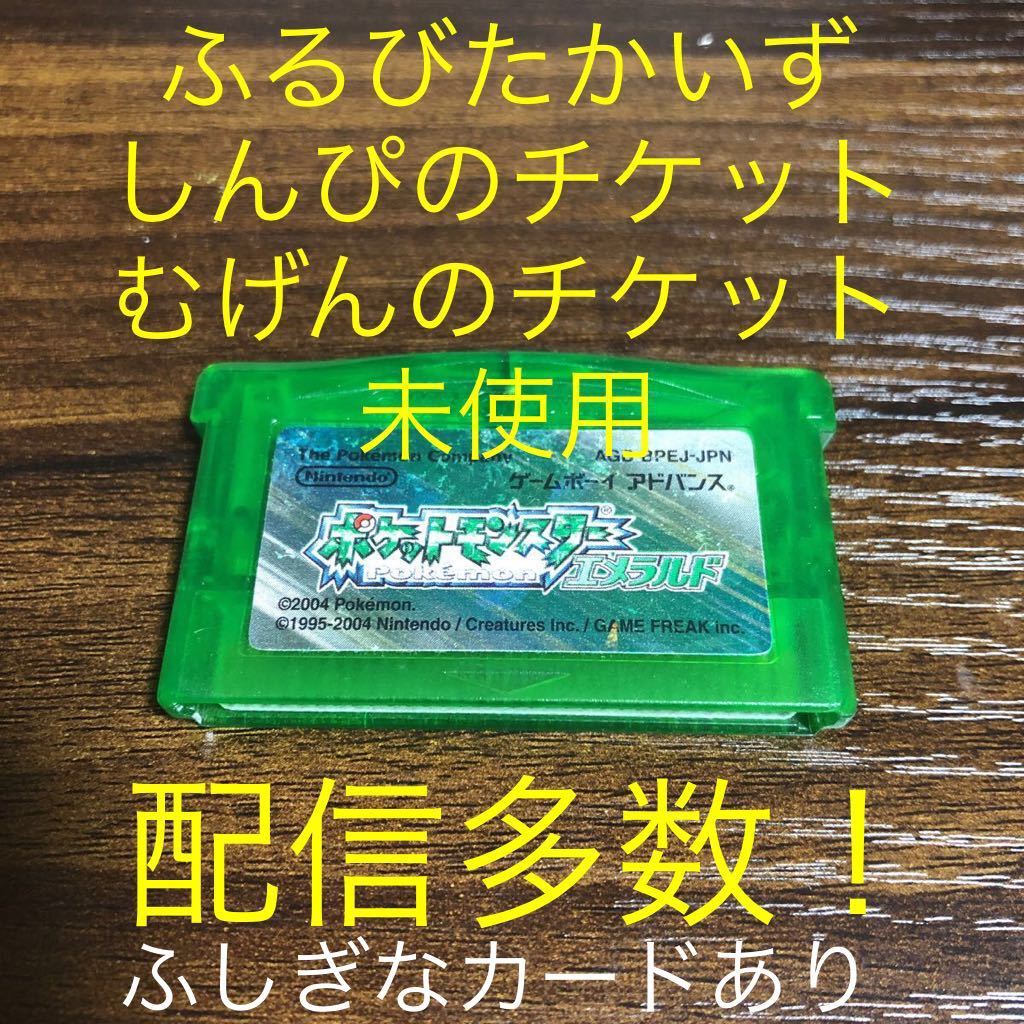 ふるびたかいず
しんぴのチケット
むげんのチケット
未使用
The Pokémon Company
AGB-BPEJ-JPN
Nintendo
ゲームボーイ アドバンス®
ポケットモンスター®
POKéMON
エメラルド
©2004 Pokémon.
©1995-2004 Nintendo / Creatures inc. / GAME FREAK inc.
配信多数！
ふしぎなカードあり